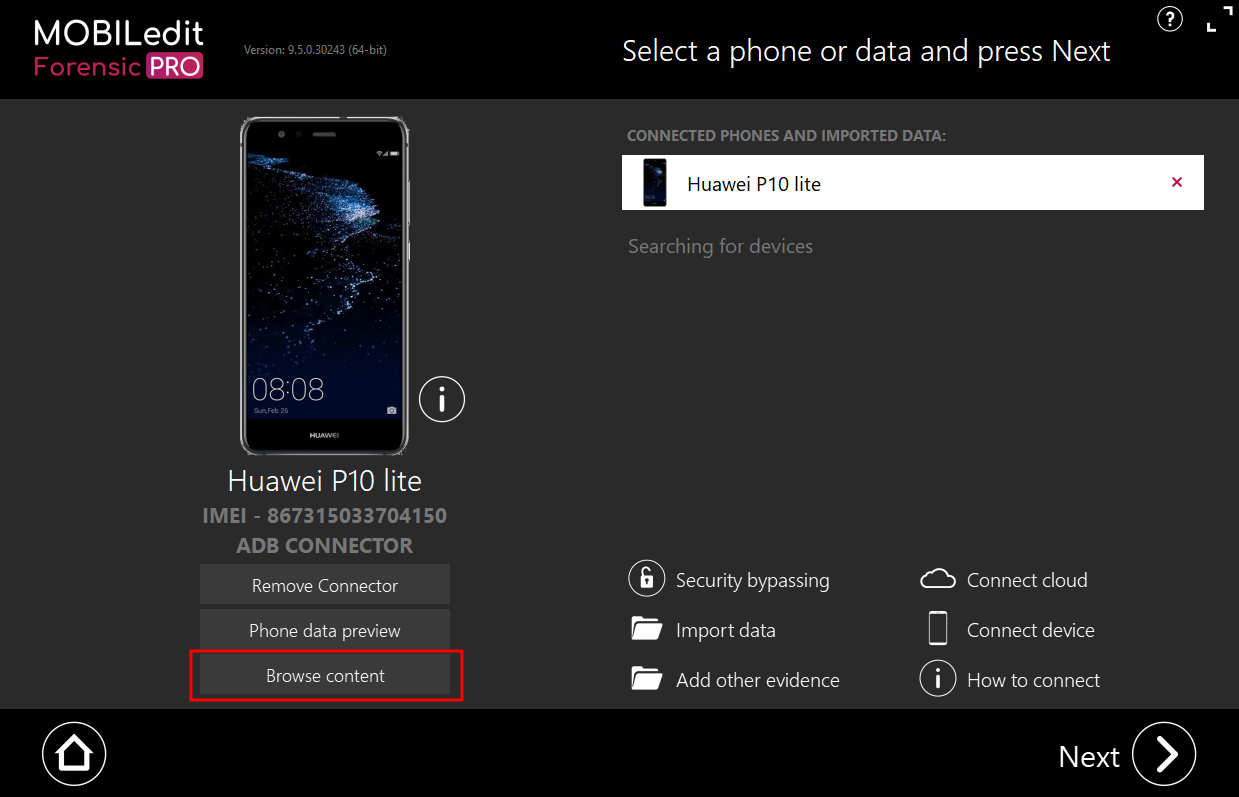 MOBILedit
Forensic PRO
Version: 9.5.0.30243 (64-bit)
Select a phone or data and press Next
?
CONNECTED PHONES AND IMPORTED DATA:
Huawei P10 lite
×
Searching for devices
08:08
Sun,Feb 26
HUAWEI
i
Huawei P10 lite
IMEI - 867315033704150
ADB CONNECTOR
Remove Connector
Phone data preview
Browse content
Security bypassing
Connect cloud
Import data
Connect device
Add other evidence
i
How to connect
Next